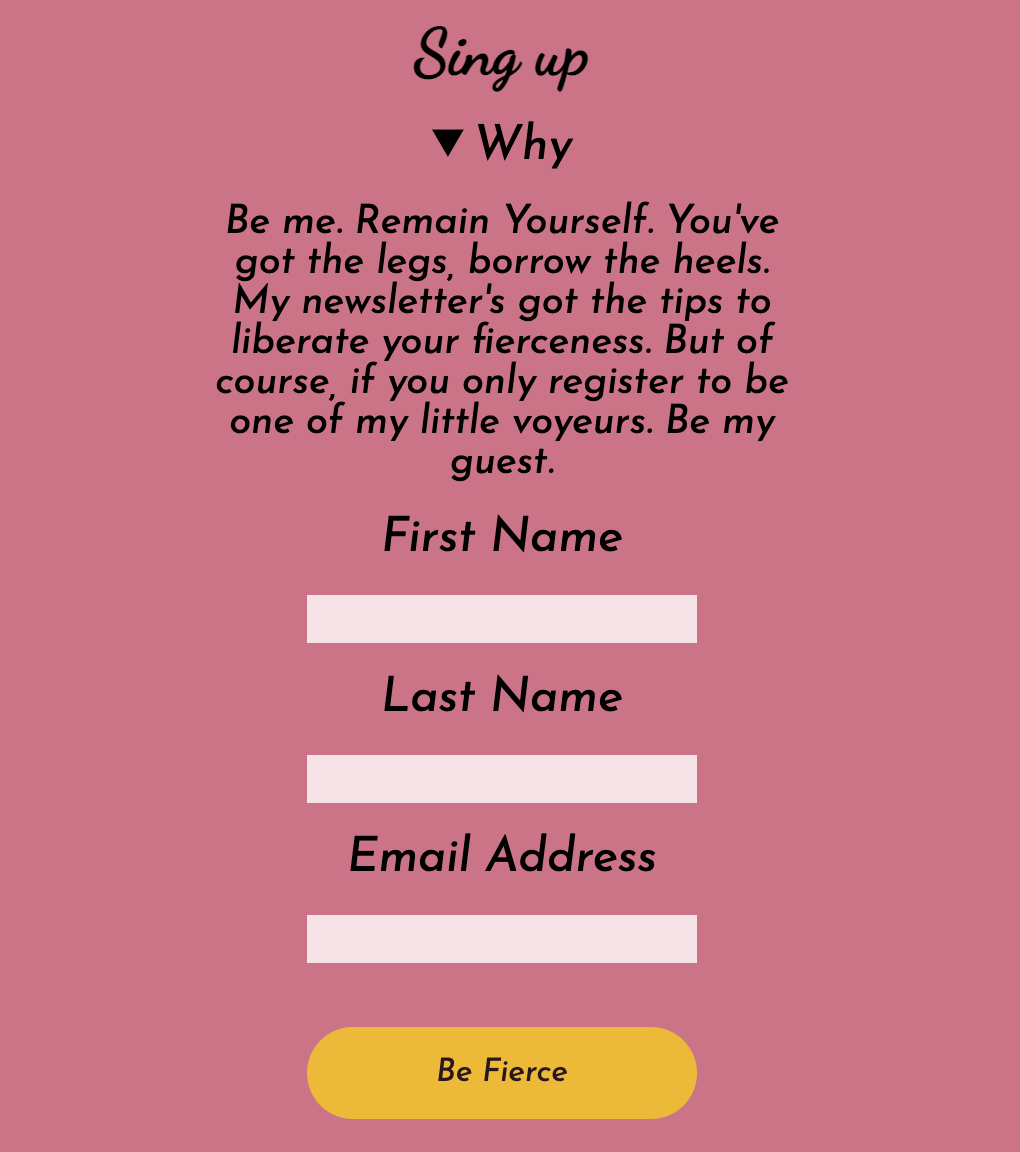 Sing up
Why
Be me. Remain Yourself. You've
got the legs, borrow the heels.
My newsletter's got the tips to
liberate your fierceness. But of
course, if you only register to be
one of my little voyeurs. Be my
guest.
First Name
Last Name
Email Address
Be Fierce